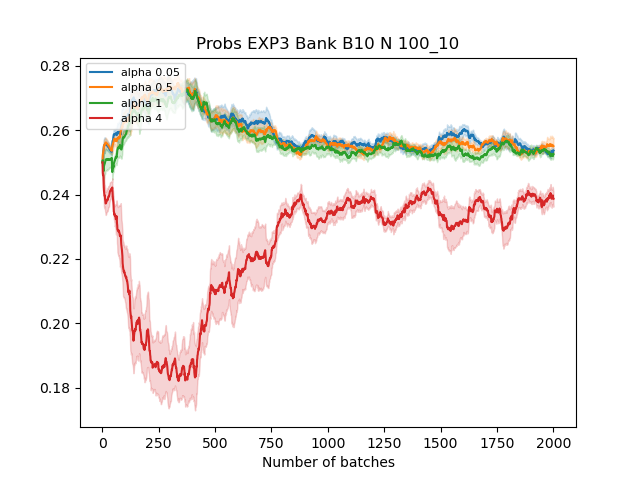 Probs EXP3 Bank B10 N 100_10
alpha 0.05
alpha 0.5
alpha 1
alpha 4
0.28
0.26
0.24
0.22
0.20
0.18
0 250 500 750 1000 1250 1500 1750 2000
Number of batches